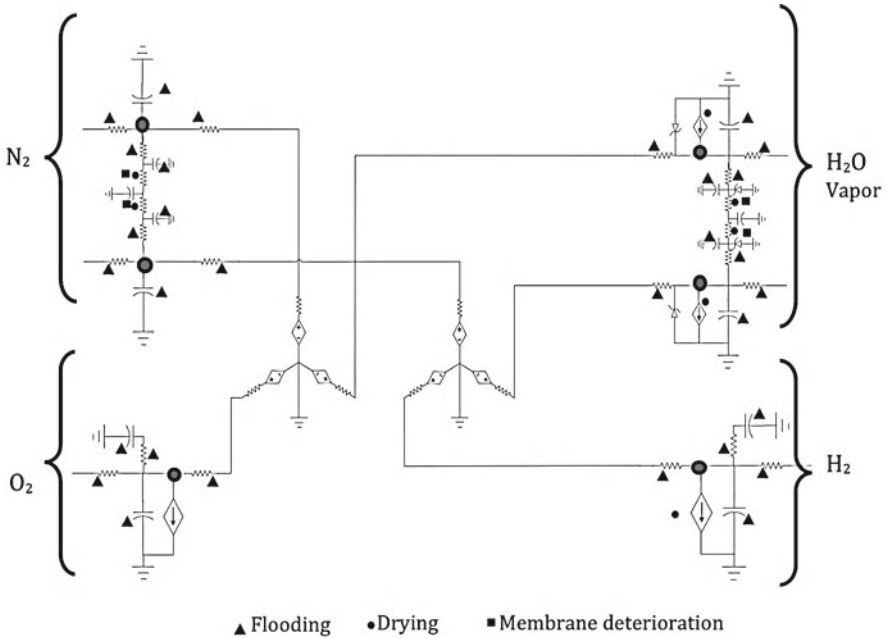 N₂
H₂O
Vapor
O₂
H₂
Flooding
Drying
Membrane deterioration